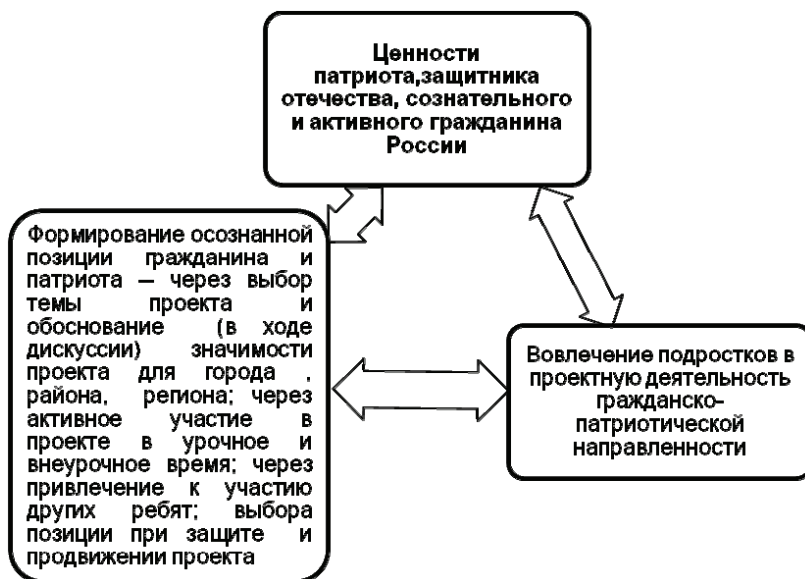 Ценности
патриота,защитника
отечества, сознательного
и активного гражданина
России
Формирование осознанной
позиции гражданина и
патриота — через выбор
темы проекта и
обоснование (в ходе
дискуссии) значимости
проекта для города ,
района, региона; через
активное участие в
проекте в урочное и
внеурочное время; через
привлечение к участию
других ребят; выбора
позиции при защите и
продвижении проекта
Вовлечение подростков в
проектную деятельность
гражданско-
патриотической
направленности